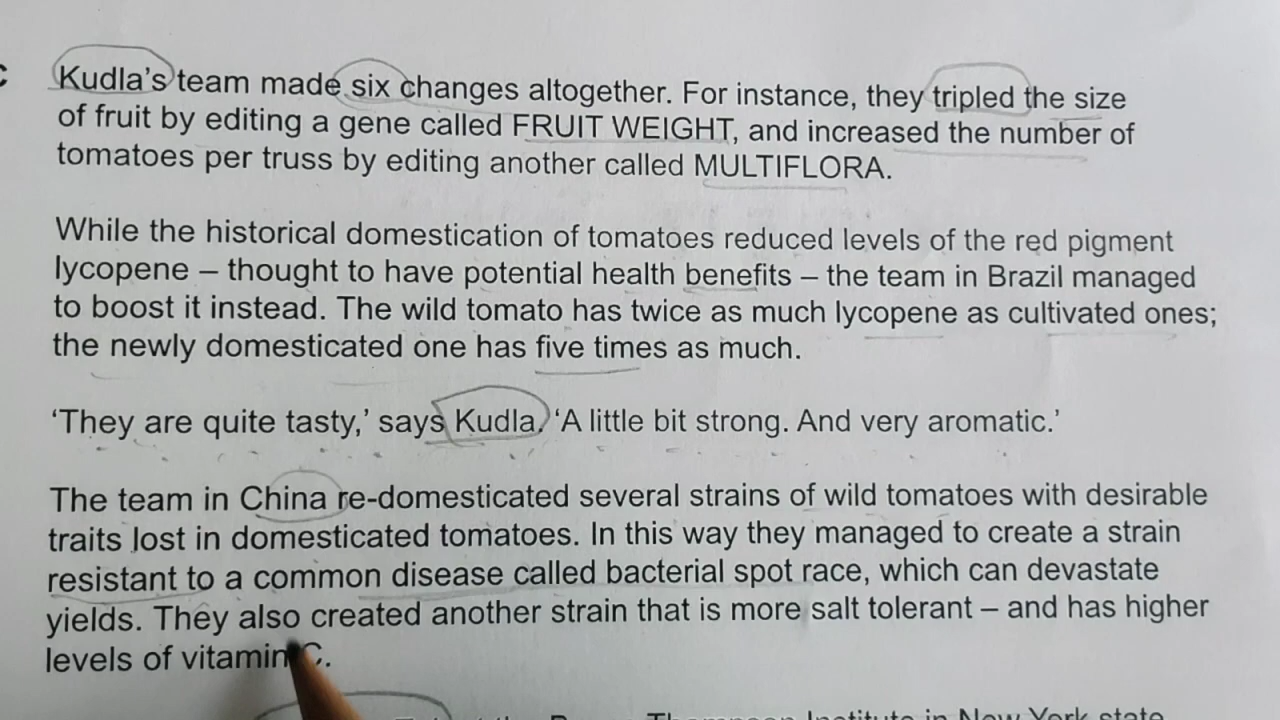 C Kudla's team made six changes altogether. For instance, they tripled the size
of fruit by editing a gene called FRUIT WEIGHT, and increased the number of
tomatoes per truss by editing another called MULTIFLORA.
While the historical domestication of tomatoes reduced levels of the red pigment
lycopene – thought to have potential health benefits – the team in Brazil managed
to boost it instead. The wild tomato has twice as much lycopene as cultivated ones;
the newly domesticated one has five times as much.
‘They are quite tasty,’ says Kudla. ‘A little bit strong. And very aromatic.’
The team in China re-domesticated several strains of wild tomatoes with desirable
traits lost in domesticated tomatoes. In this way they managed to create a strain
resistant to a common disease called bacterial spot race, which can devastate
yields. They also created another strain that is more salt tolerant – and has higher
levels of vitamin C.
Institute in New York state